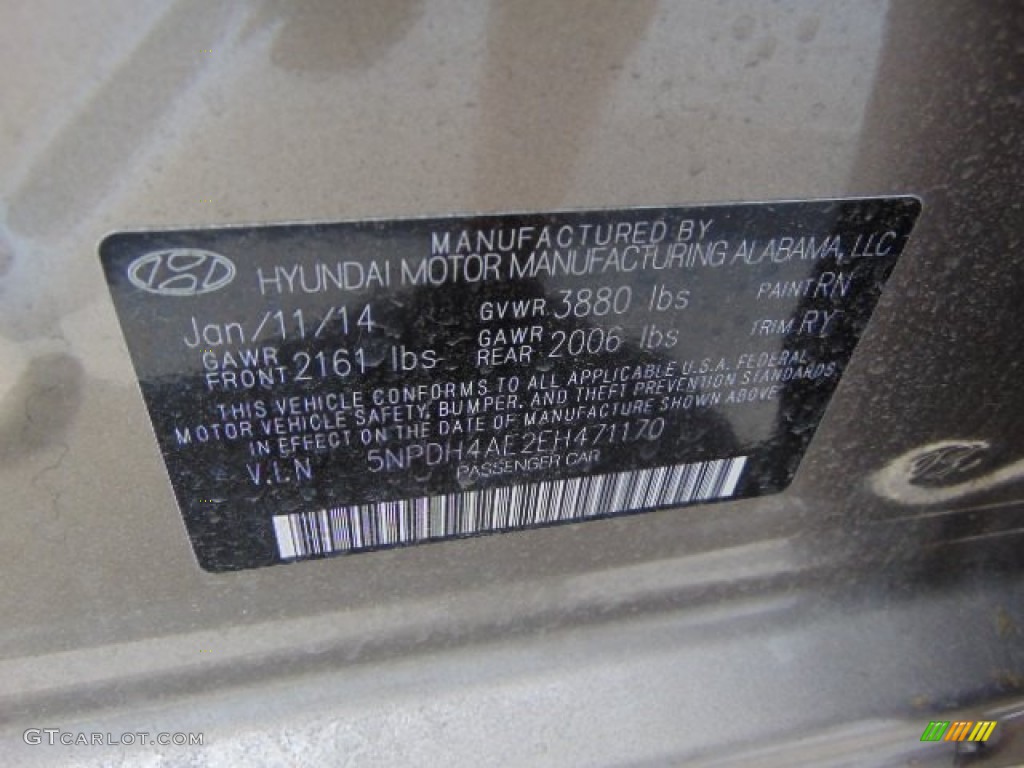 MANUFACTURED BY
HYUNDAI MOTOR MANUFACTURING ALABAMA, LLC
Jan/11/14 GVWR 3880 lbs PAINT RN
GAWR FRONT 2161 lbs GAWR REAR 2006 lbs TRIM RY
THIS VEHICLE CONFORMS TO ALL APPLICABLE U.S.A. FEDERAL
MOTOR VEHICLE SAFETY, BUMPER, AND THEFT PREVENTION STANDARDS
IN EFFECT ON THE DATE OF MANUFACTURE SHOWN ABOVE
V.I.N 5NPDH4AE2EH471170
PASSENGER CAR
GTCARLOT.COM